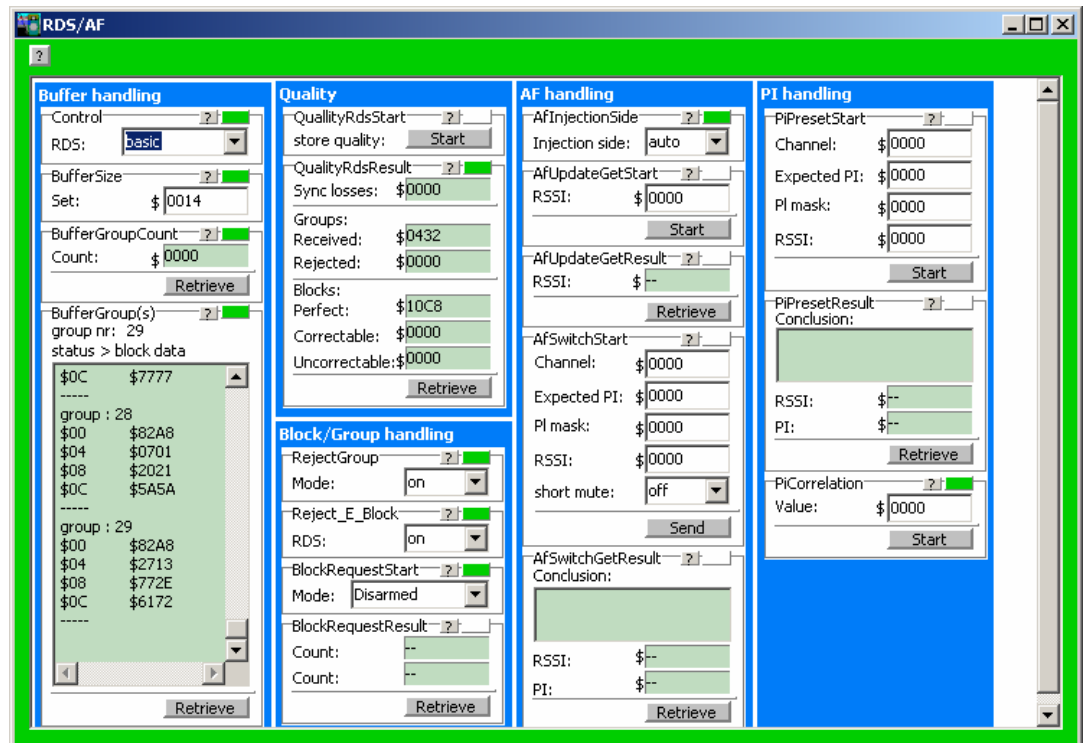 RDS/AF
?
Buffer handling
Control ?
RDS: basic
BufferSize ?
Set: $ 0014
BufferGroupCount ?
Count: $ 0000
Retrieve
BufferGroup(s) ?
group nr: 29
status > block data
$0C $7777
-----
group : 28
$00 $82A8
$04 $0701
$08 $2021
$0C $5A5A
-----
group : 29
$00 $82A8
$04 $2713
$08 $772E
$0C $6172
-----
Retrieve
Quality
QuallityRdsStart ?
store quality: Start
QualityRdsResult ?
Sync losses: $0000
Groups:
Received: $0432
Rejected: $0000
Blocks:
Perfect: $10C8
Correctable: $0000
Uncorrectable:$0000
Retrieve
Block/Group handling
RejectGroup ?
Mode: on
Reject_E_Block ?
RDS: on
BlockRequestStart ?
Mode: Disarmed
BlockRequestResult ?
Count: --
Count: --
Retrieve
AF handling
AfInjectionSide ?
Injection side: auto
AfUpdateGetStart ?
RSSI: $ 0000
Start
AfUpdateGetResult ?
RSSI: $ --
Retrieve
AfSwitchStart ?
Channel: $ 0000
Expected PI: $ 0000
PI mask: $ 0000
RSSI: $ 0000
short mute: off
Send
AfSwitchGetResult ?
Conclusion:
RSSI: $--
PI: $--
Retrieve
PI handling
PiPresetStart ?
Channel: $ 0000
Expected PI: $ 0000
PI mask: $ 0000
RSSI: $ 0000
Start
PiPresetResult ?
Conclusion:
RSSI: $--
PI: $--
Retrieve
PiCorrelation ?
Value: $ 0000
Start